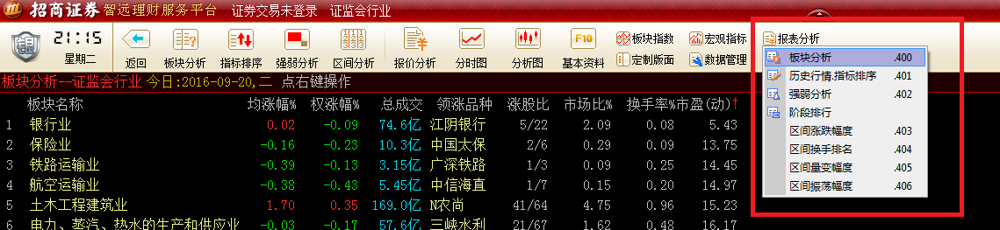 招商证券 智远理财服务平台 证券交易未登录 证监会行业
银 21:15 星期二
返回 板块分析 指标排序 强弱分析 区间分析 报价分析 分时图 分析图 F10 基本资料
板块指数 宏观指标 报表分析
定制版面 数据管理
板块分析--证监会行业 今日:2016-09-20,二 点右键操作
板块名称 均涨幅% 权涨幅% 总成交 领涨品种 涨股比 市场比% 换手率% 市盈(动)↑
1 银行业 0.02 -0.09 74.6亿 江阴银行 5/22 2.09 0.08 5.43
2 保险业 -0.16 -0.23 10.3亿 中国太保 2/6 0.29 0.09 13.75
3 铁路运输业 -0.39 -0.13 3.15亿 广深铁路 1/3 0.09 0.25 14.45
4 航空运输业 -0.38 -0.43 5.45亿 中信海直 1/7 0.15 0.20 14.97
5 土木工程建筑业 1.70 0.35 169.0亿 N农尚 41/64 4.75 0.96 15.23
6 电力、蒸汽、热水的生产和供应业 -0.03 -0.17 57.6亿 三峡水利 21/67 1.62 0.48 16.17
板块分析 .400
历史行情.指标排序 .401
强弱分析 .402
阶段排行
区间涨跌幅度 .403
区间换手排名 .404
区间量变幅度 .405
区间振荡幅度 .406